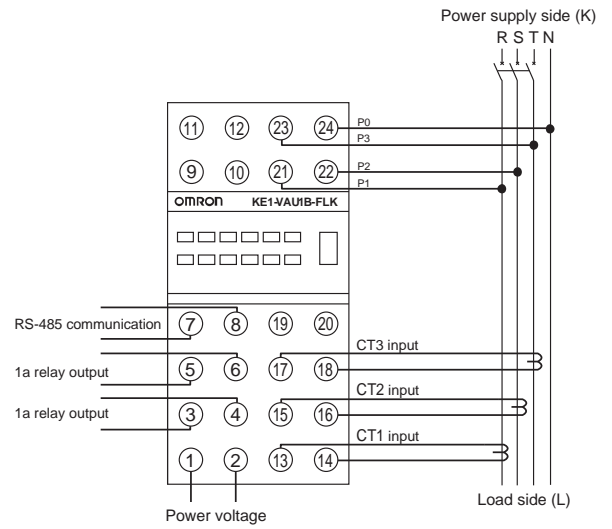 Power supply side (K)
R S T N
11 12 23 24 P0
P3
9 10 21 22 P2
P1
OMRON KE1-VAU1B-FLK
RS-485 communication 7 8 19 20
CT3 input
1a relay output 5 6 17 18
CT2 input
1a relay output 3 4 15 16
CT1 input
1 2 13 14
Load side (L)
Power voltage